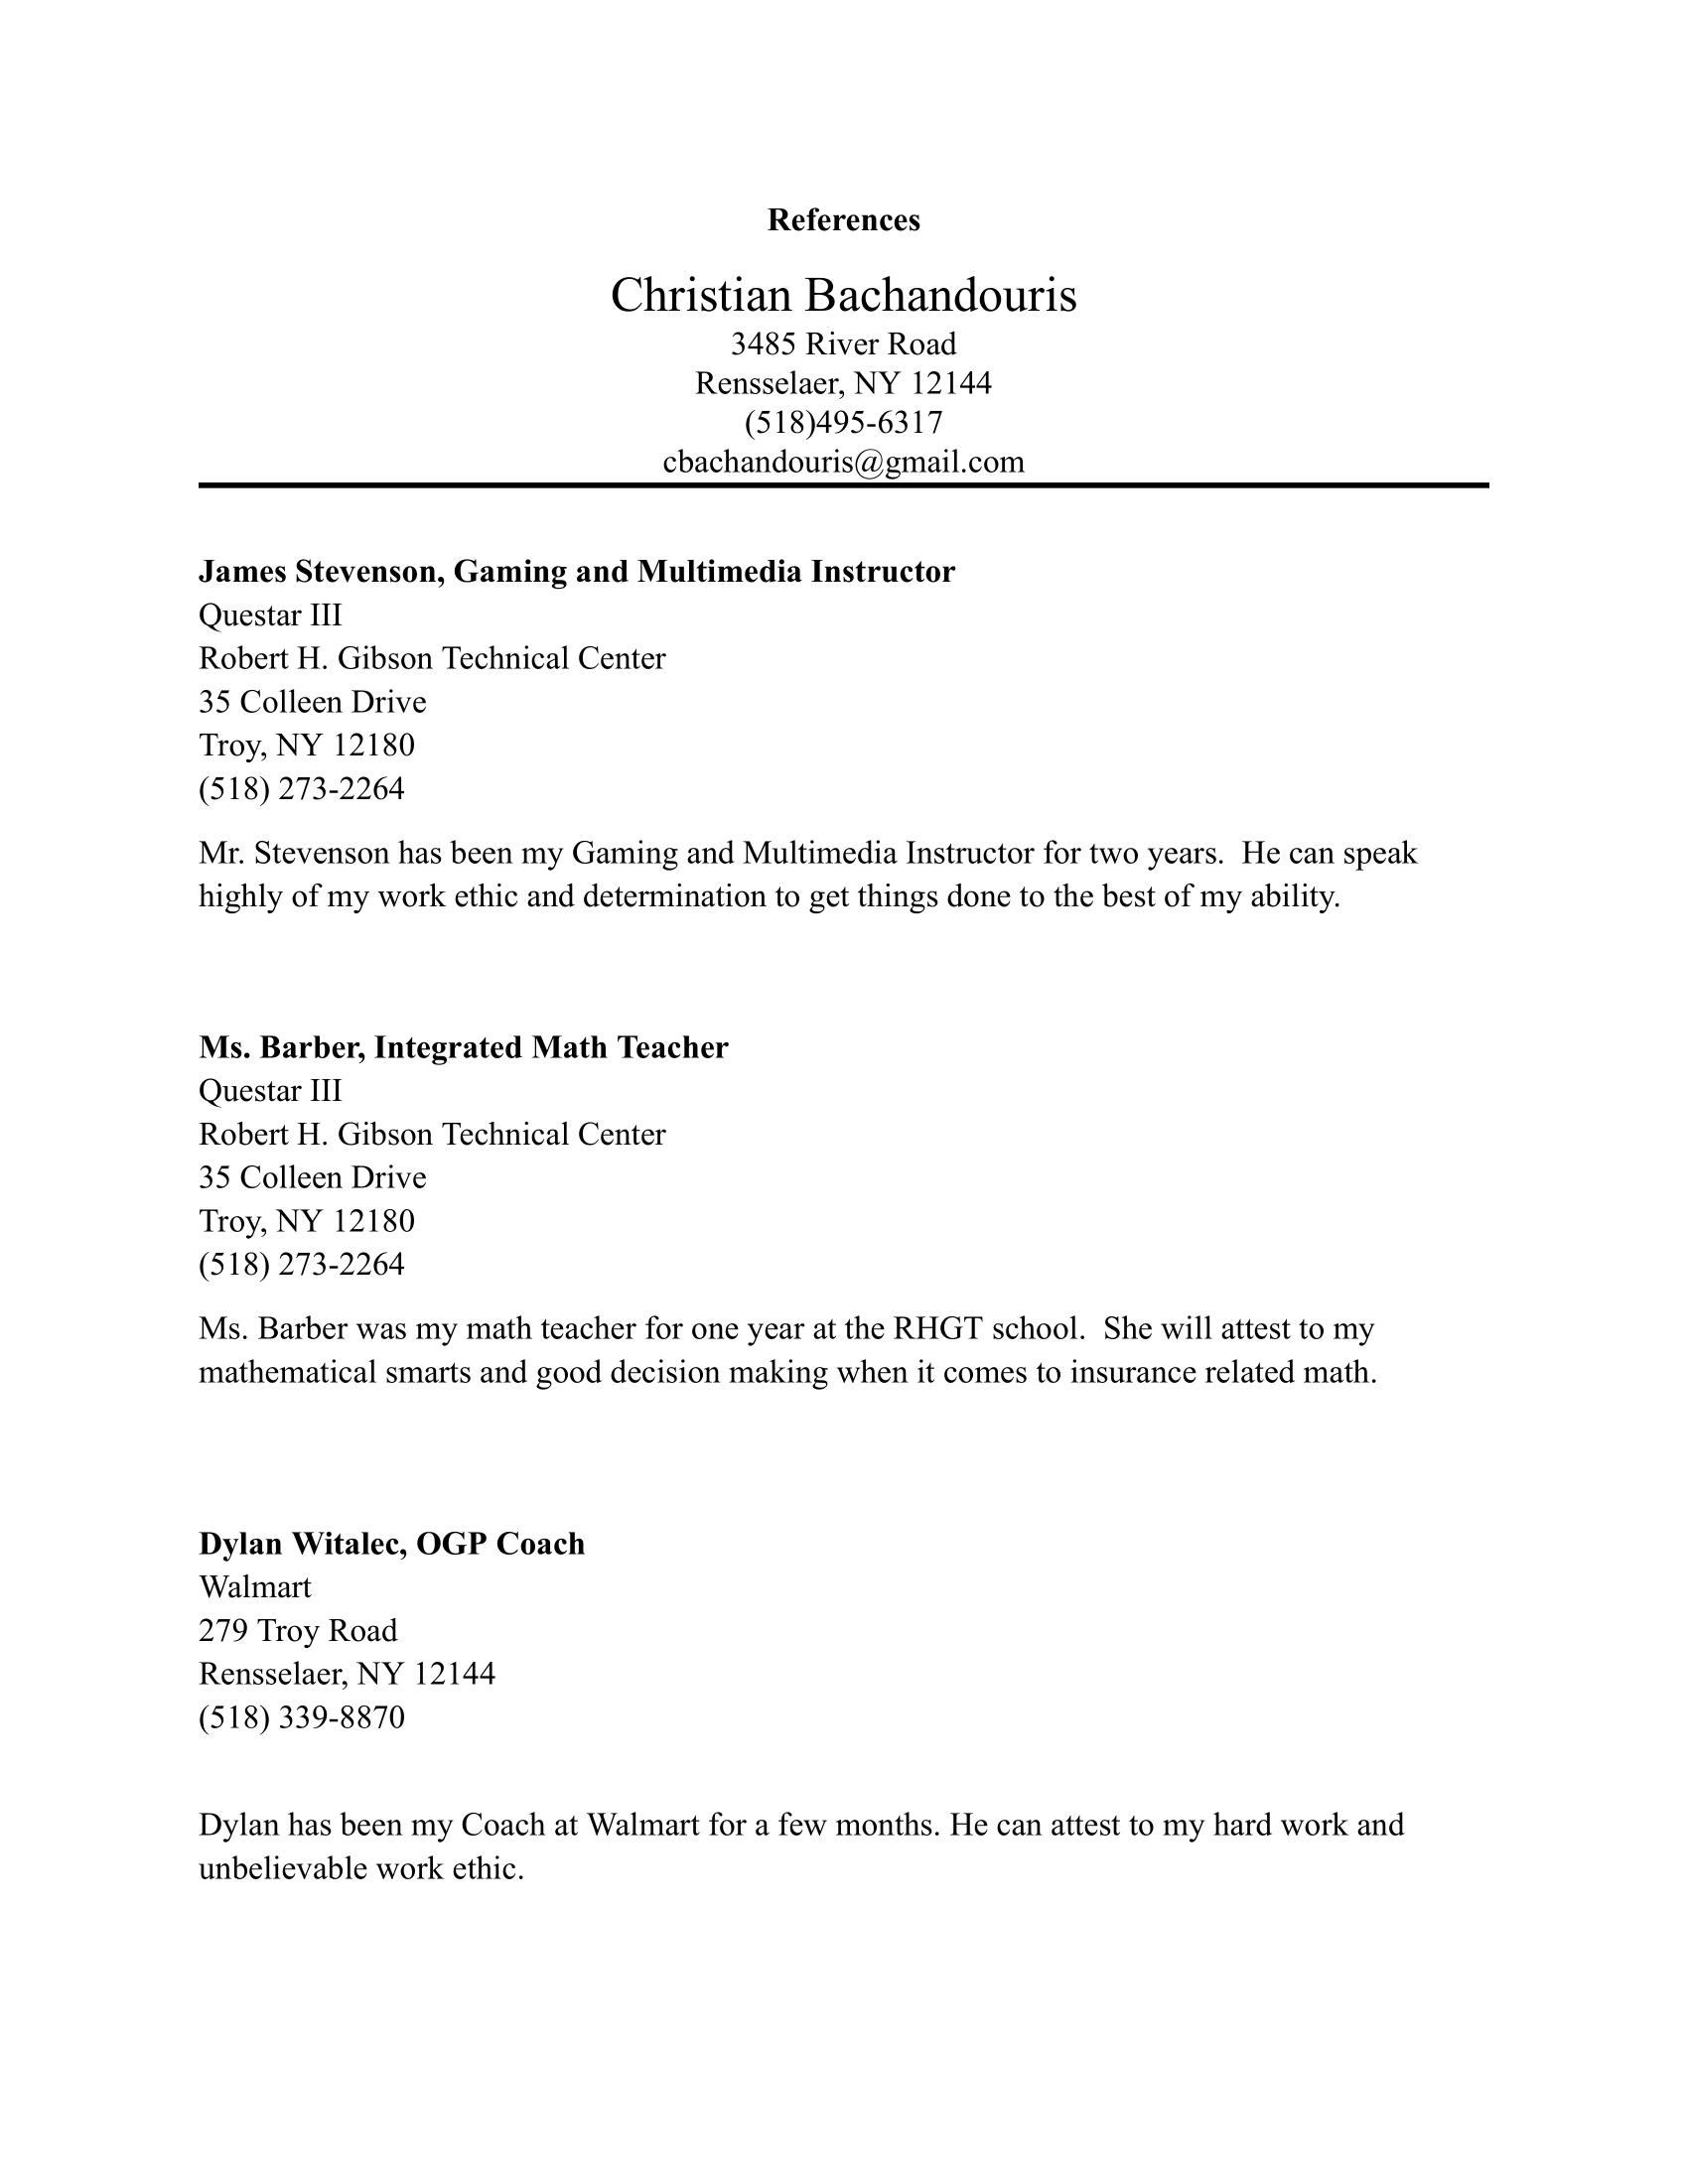 References
Christian Bachandouris
3485 River Road
Rensselaer, NY 12144
(518)495-6317
cbachandouris@gmail.com
James Stevenson, Gaming and Multimedia Instructor
Questar III
Robert H. Gibson Technical Center
35 Colleen Drive
Troy, NY 12180
(518) 273-2264
Mr. Stevenson has been my Gaming and Multimedia Instructor for two years.  He can speak
highly of my work ethic and determination to get things done to the best of my ability.
Ms. Barber, Integrated Math Teacher
Questar III
Robert H. Gibson Technical Center
35 Colleen Drive
Troy, NY 12180
(518) 273-2264
Ms. Barber was my math teacher for one year at the RHGT school.  She will attest to my
mathematical smarts and good decision making when it comes to insurance related math.
Dylan Witalec, OGP Coach
Walmart
279 Troy Road
Rensselaer, NY 12144
(518) 339-8870
Dylan has been my Coach at Walmart for a few months. He can attest to my hard work and
unbelievable work ethic.